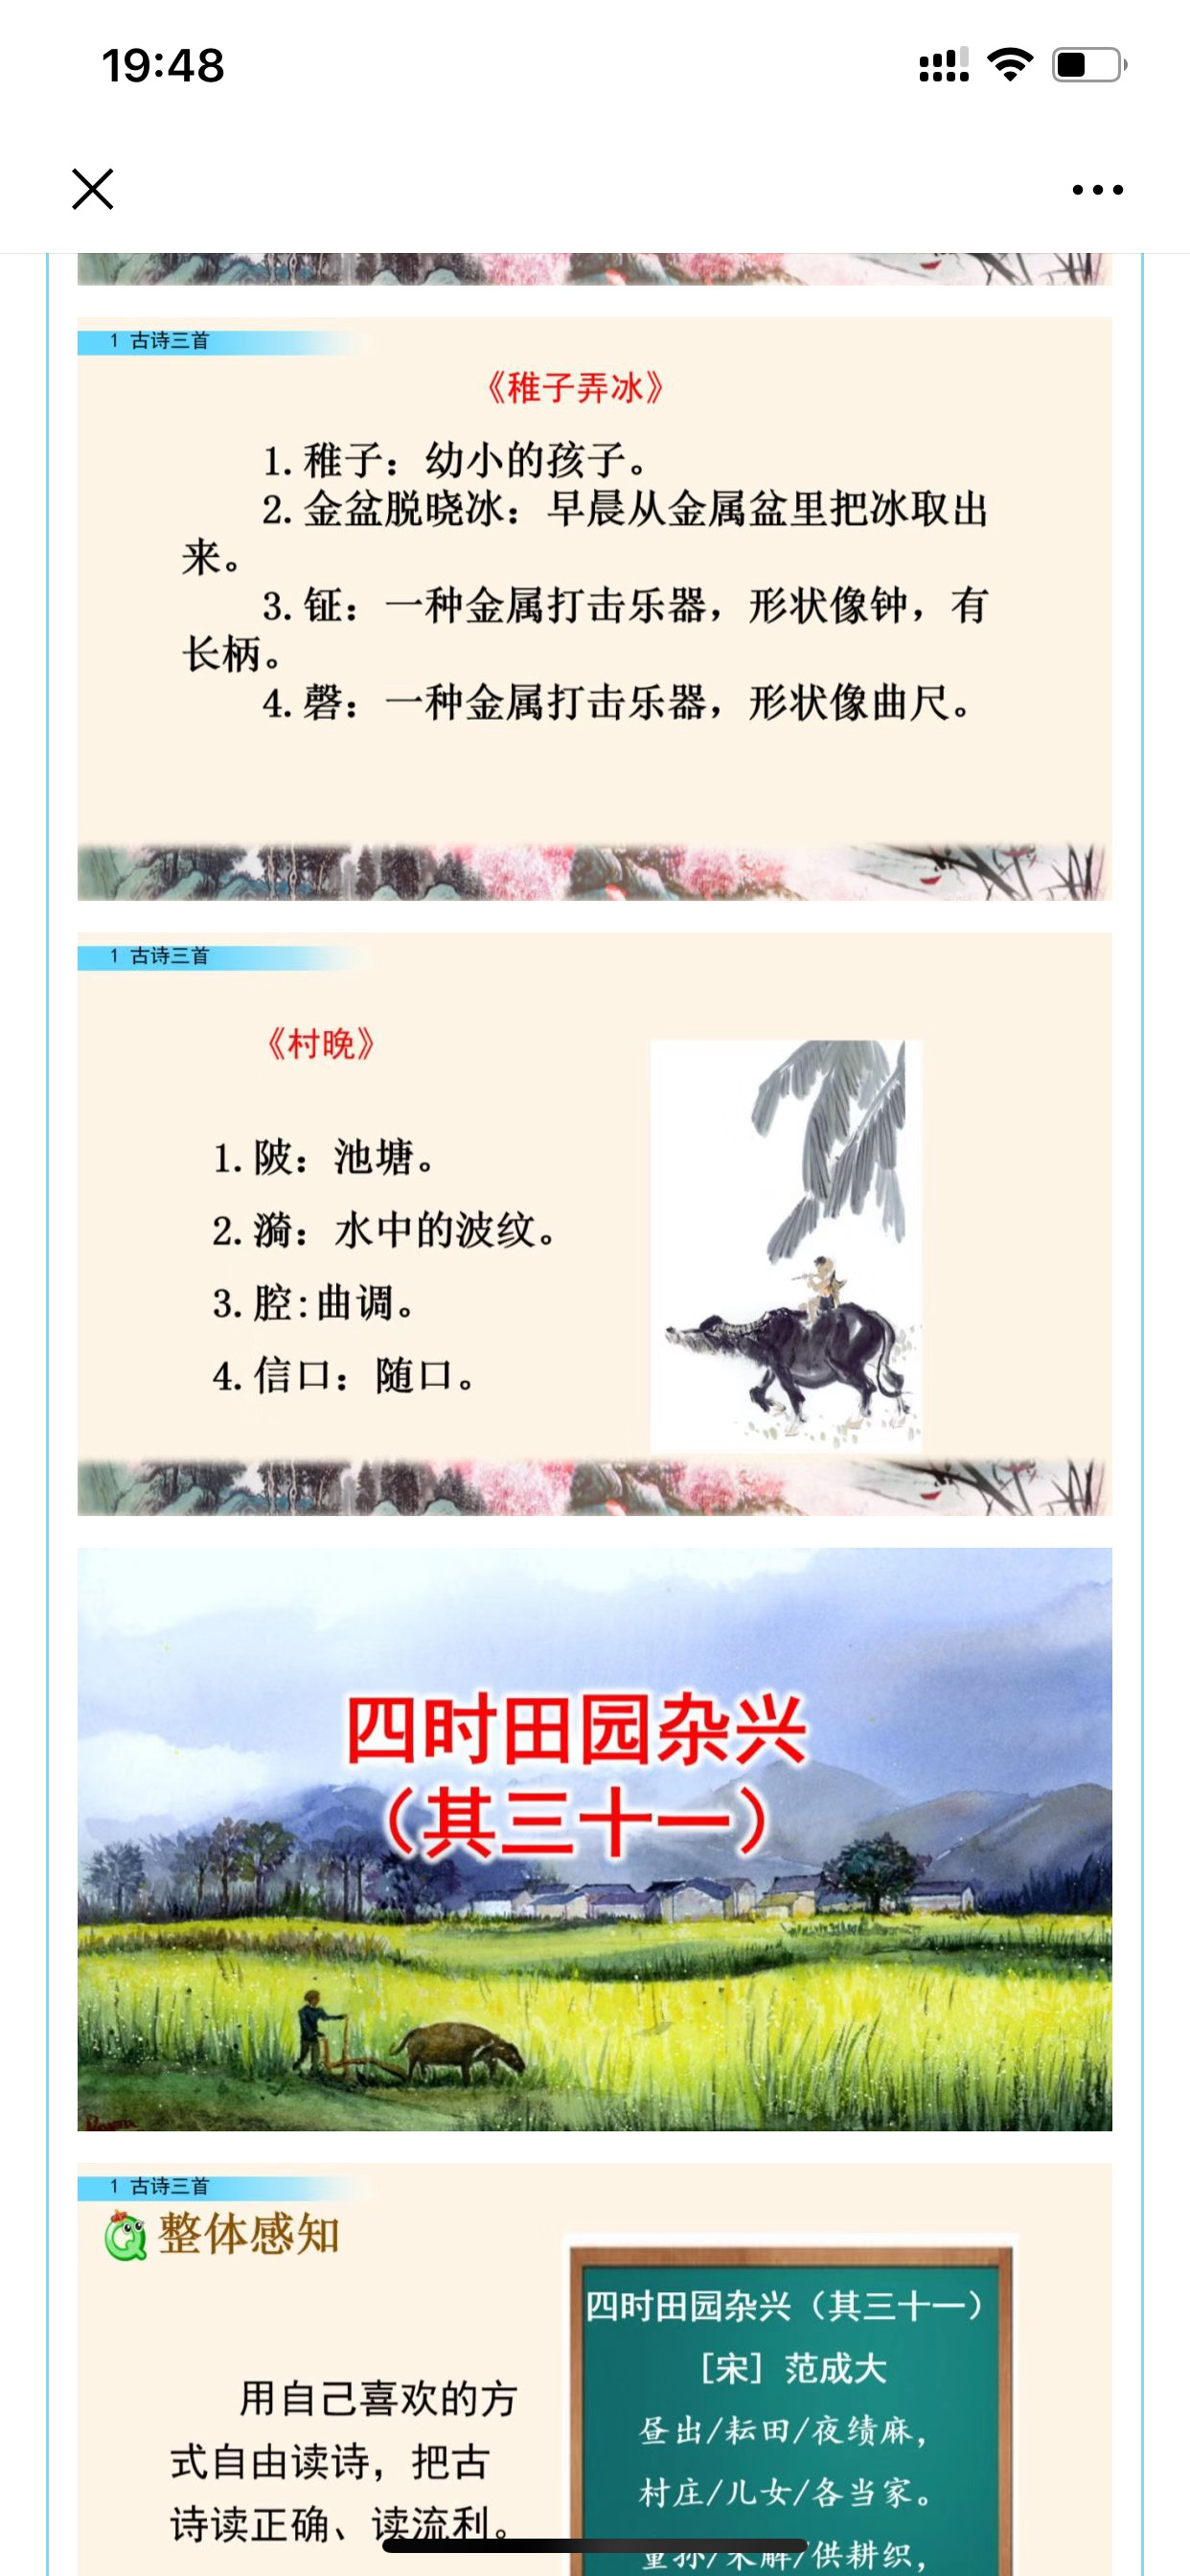 19:48
1 古诗三首
《稚子弄冰》
1. 稚子：幼小的孩子。
2. 金盆脱晓冰：早晨从金属盆里把冰取出
来。
3. 钲：一种金属打击乐器，形状像钟，有
长柄。
4. 磬：一种金属打击乐器，形状像曲尺。
1 古诗三首
《村晚》
1. 陂：池塘。
2. 漪：水中的波纹。
3. 腔:曲调。
4. 信口：随口。
四时田园杂兴
（其三十一）
1 古诗三首
整体感知
用自己喜欢的方
式自由读诗，把古
诗读正确、读流利。
四时田园杂兴（其三十一）
［宋］范成大
昼出/耘田/夜绩麻，
村庄/儿女/各当家。
童孙/未解/供耕织，